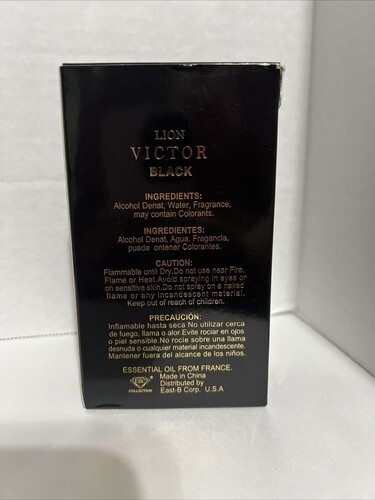 LION
VICTOR
BLACK
INGREDIENTS:
Alcohol Denat, Water, Fragrance,
may contain Colorants.
INGREDIENTES:
Alcohol Denat, Agua, Fragancia,
puede ontener Colorantes.
CAUTION:
Flammable until Dry.Do not use near Fire,
Flame or Heat.Avoid spraying in eyes or
on sensitive skin.Do not spray on a naked
flame or any incandescent material.
Keep out of reach of children.
PRECAUCIÓN:
Inflamable hasta seca No utilizar cerca
de fuego, llama o alor.Evite rociar en ojos
o piel sensible.No rocie sobre una llama
desnuda o cualquier material incandescente.
Mantener fuera del alcance de los niños.
ESSENTIAL OIL FROM FRANCE.
Made in China
Distributed by
East-B Corp. U.S.A
COLLECTION